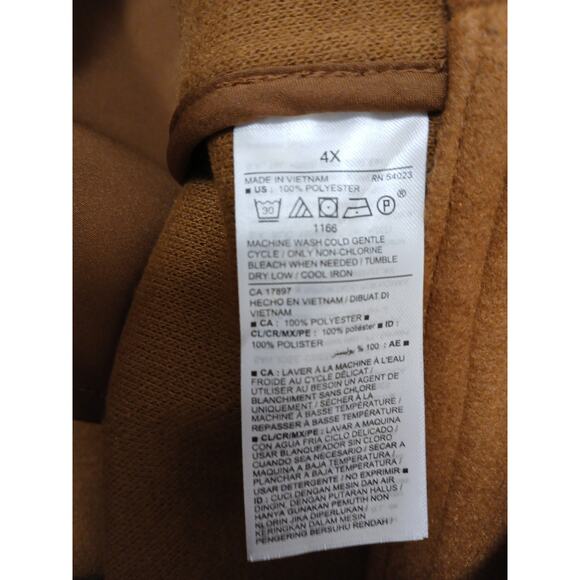 4X
MADE IN VIETNAM RN 54023
■ US : 100% POLYESTER
30 P ®
1166
MACHINE WASH COLD GENTLE
CYCLE / ONLY NON-CHLORINE
BLEACH WHEN NEEDED / TUMBLE
DRY LOW / COOL IRON
CA 17897
HECHO EN VIETNAM / DIBUAT DI
VIETNAM
■ CA : 100% POLYESTER
CL/CR/MX/PE : 100% poliéster ■ ID :
100% POLISTER
■ AE : 100 % بوليستر
■ CA : LAVER À LA MACHINE À L'EAU
FROIDE AU CYCLE DÉLICAT /
UTILISER AU BESOIN UN AGENT DE
BLANCHIMENT SANS CHLORE
UNIQUEMENT / SÉCHER À LA
MACHINE À BASSE TEMPÉRATURE /
REPASSER À BASSE TEMPÉRATURE
■ CL/CR/MX/PE : LAVAR A MAQUINA
CON AGUA FRIA CICLO DELICADO /
USAR BLANQUEADOR SIN CLORO
CUANDO SEA NECESARIO / SECAR A
MAQUINA A BAJA TEMPERATURA /
PLANCHAR A BAJA TEMPERATURA /
USAR DETERGENTE / NO EXPRIMIR ■
ID : CUCI DENGAN MESIN DAN AIR
DINGIN, DENGAN PUTARAN HALUS /
HANYA GUNAKAN PEMUTIH NON
KLORIN JIKA DIPERLUKAN /
KERINGKAN DALAM MESIN
PENGERING BERSUHU RENDAH /